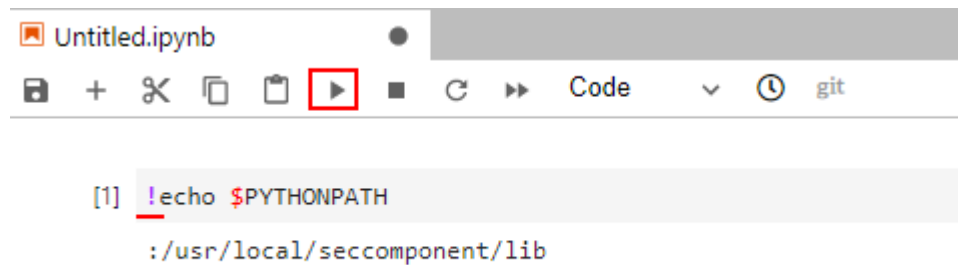 Untitled.ipynb
Code git
[1] !echo $PYTHONPATH
:/usr/local/seccomponent/lib